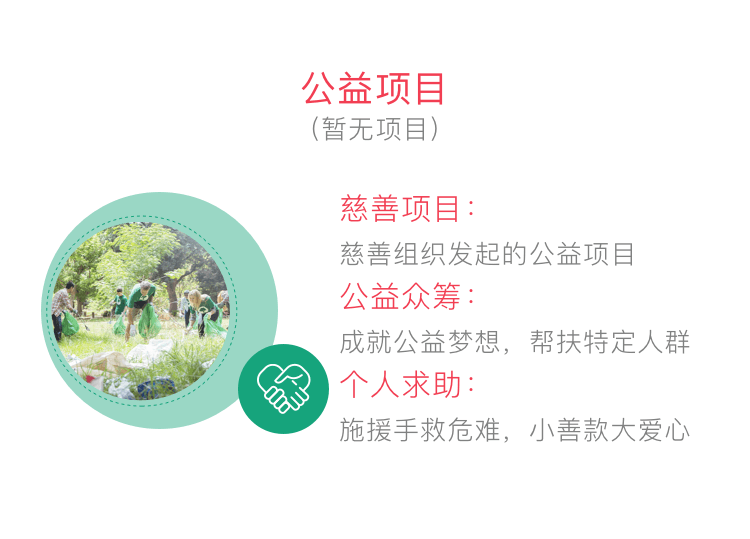 公益项目
（暂无项目）
慈善项目：
慈善组织发起的公益项目
公益众筹：
成就公益梦想，帮扶特定人群
个人求助：
施援手救危难，小善款大爱心